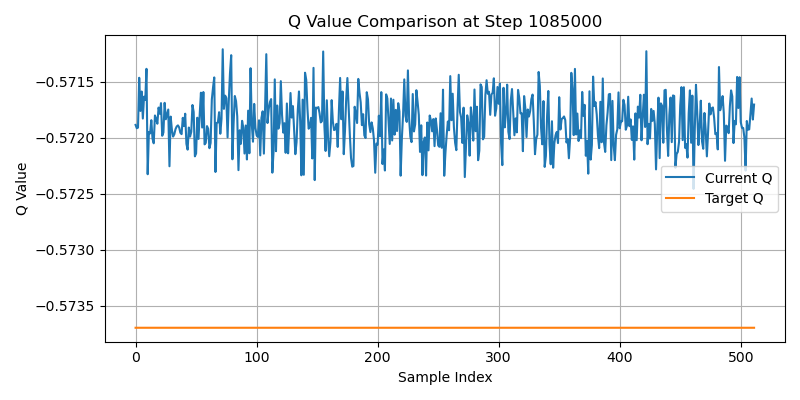 Q Value Comparison at Step 1085000
Q Value
−0.5715
−0.5720
−0.5725
−0.5730
−0.5735
Current Q
Target Q
0 100 200 300 400 500
Sample Index